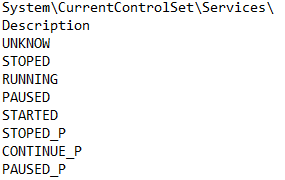 System\CurrentControlSet\Services\
Description
UNKNOW
STOPED
RUNNING
PAUSED
STARTED
STOPED_P
CONTINUE_P
PAUSED_P